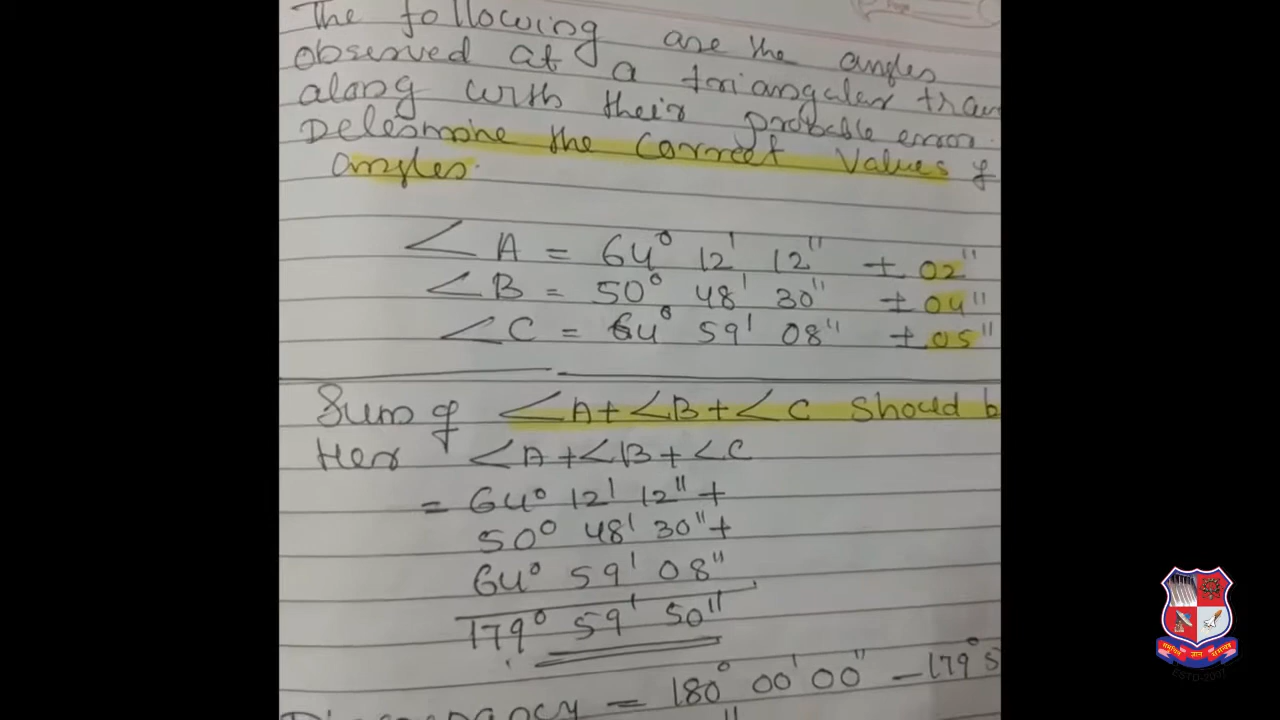 The following are the angles
observed at a triangular
along with their probable error.
Determine the Correct Values of
angles.
∠A = 64° 12' 12" ± 02"
∠B = 50° 48' 30" ± 04"
∠C = 64° 59' 08" ± 05"
Sum of ∠A+∠B+∠C Should
∠A+∠B+∠C
= 64° 12' 12" +
50° 48' 30" +
64° 59' 08"
179° 59' 50"
= 180° 00' 00" - 179°